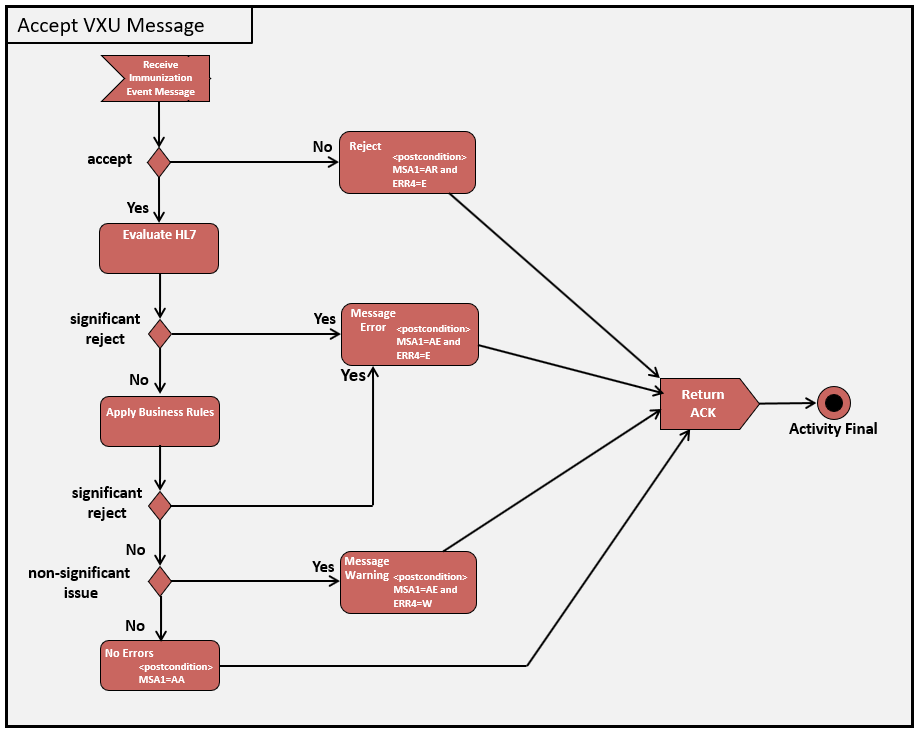 Accept VXU Message
Receive
Immunization
Event Message
accept
No
Reject
<postcondition>
MSA1=AR and
ERR4=E
Yes
Evaluate HL7
significant
reject
Yes
Message
Error
<postcondition>
MSA1=AE and
ERR4=E
No
Yes
Apply Business Rules
Return
ACK
Activity Final
significant
reject
No
non-significant
issue
Yes
Message
Warning
<postcondition>
MSA1=AE and
ERR4=W
No
No Errors
<postcondition>
MSA1=AA